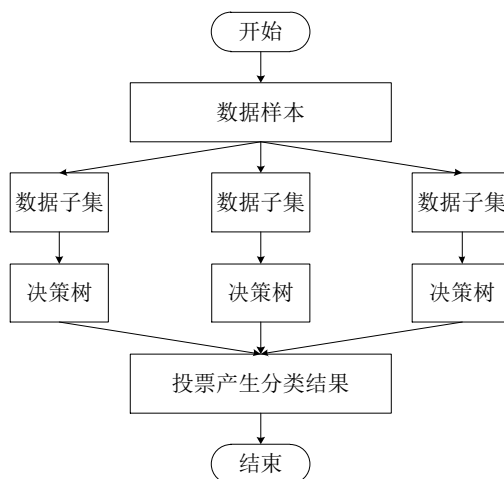 开始
数据样本
数据子集
数据子集
数据子集
决策树
决策树
决策树
投票产生分类结果
结束